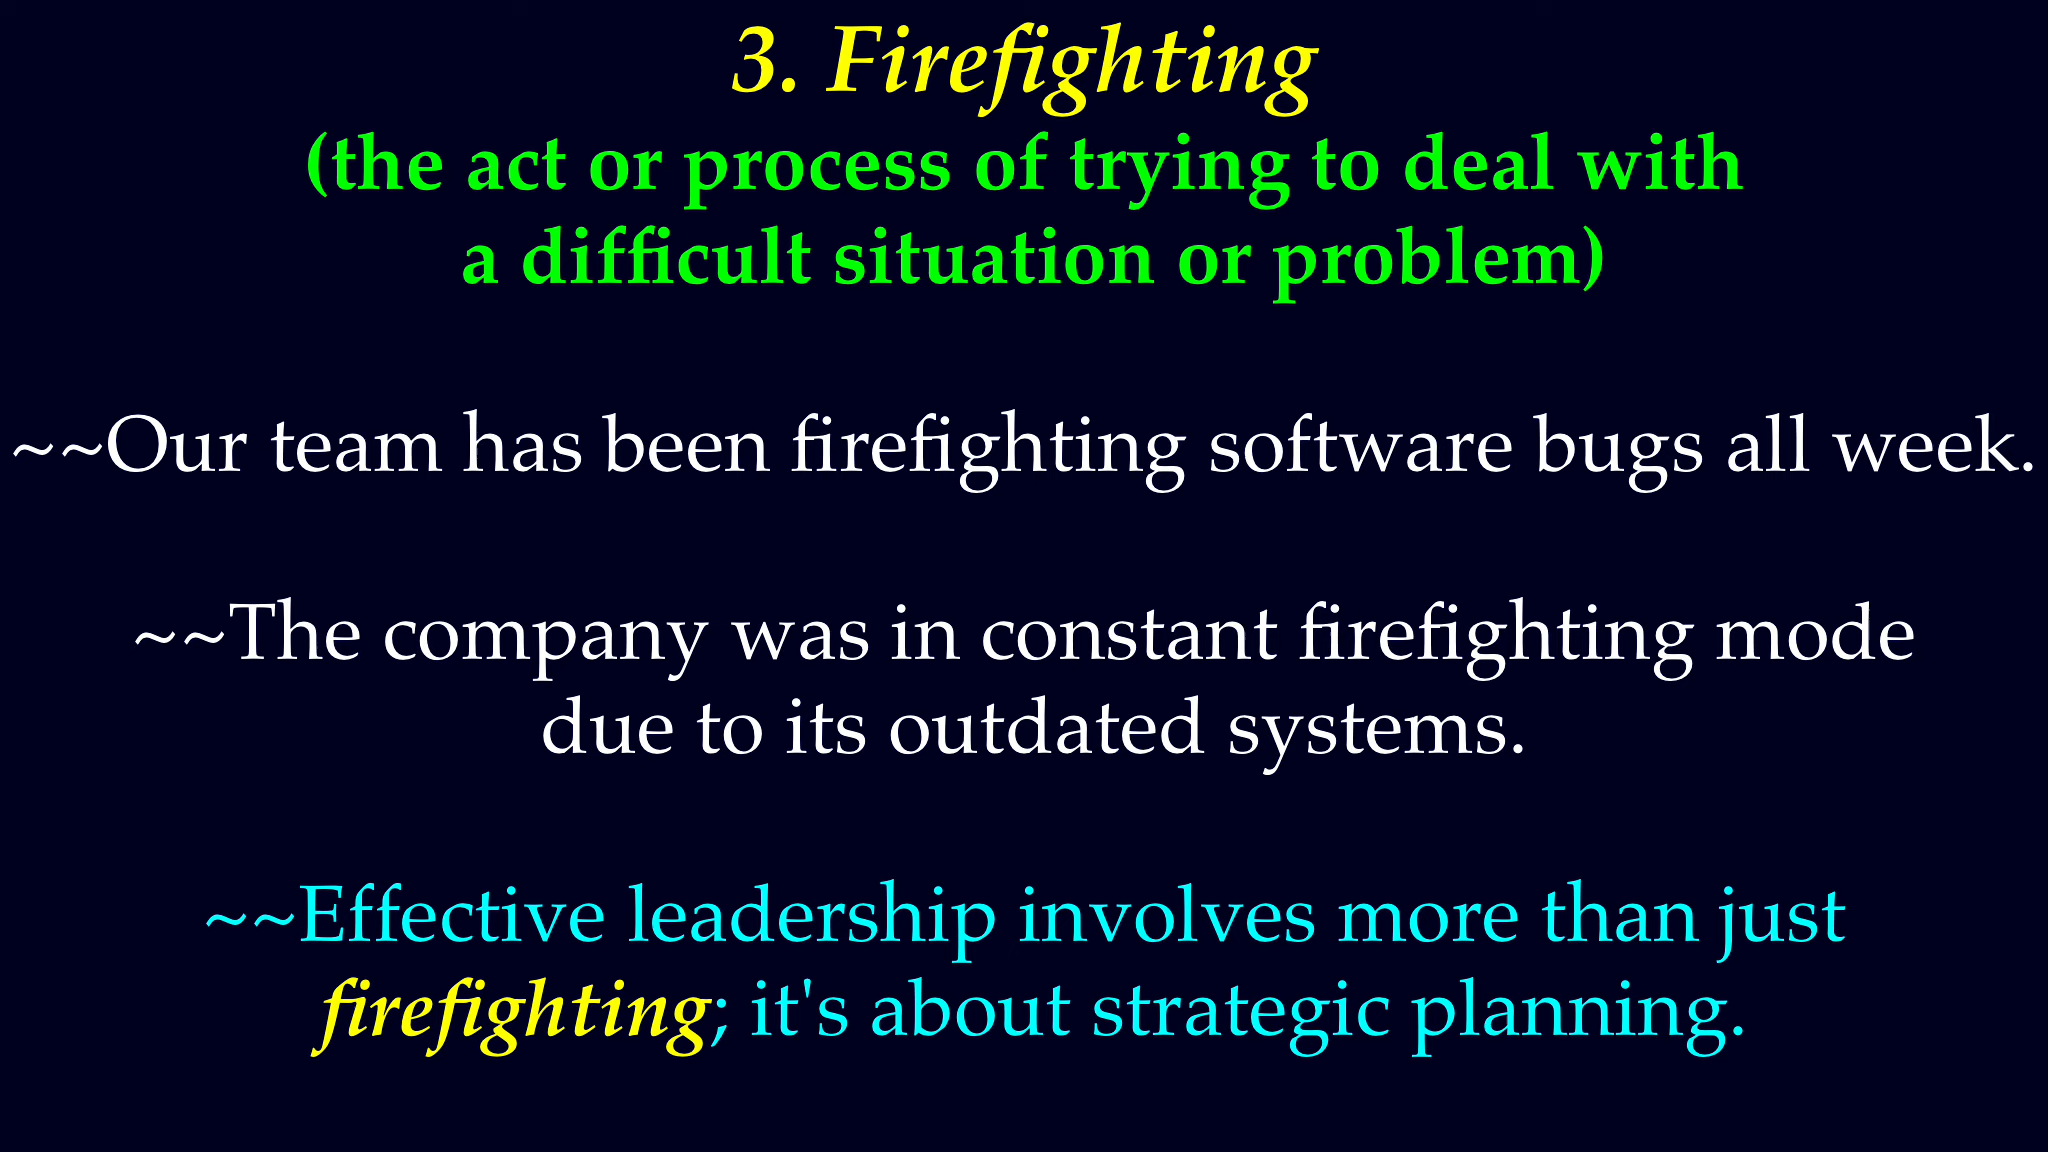 3. Firefighting
(the act or process of trying to deal with
a difficult situation or problem)
~~Our team has been firefighting software bugs all week.
~~The company was in constant firefighting mode
due to its outdated systems.
~~Effective leadership involves more than just
firefighting; it's about strategic planning.